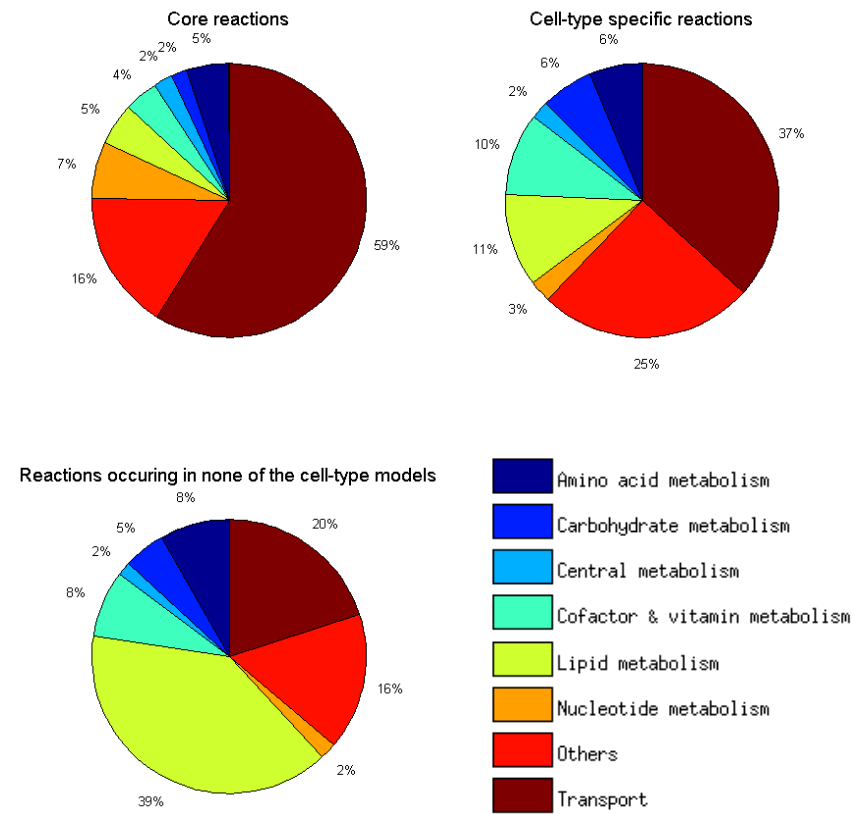 Core reactions
5%
2%
2%
4%
5%
7%
16%
59%
Cell-type specific reactions
6%
6%
2%
10%
11%
3%
25%
37%
Reactions occuring in none of the cell-type models
8%
5%
2%
8%
39%
2%
16%
20%
Amino acid metabolism
Carbohydrate metabolism
Central metabolism
Cofactor & vitamin metabolism
Lipid metabolism
Nucleotide metabolism
Others
Transport